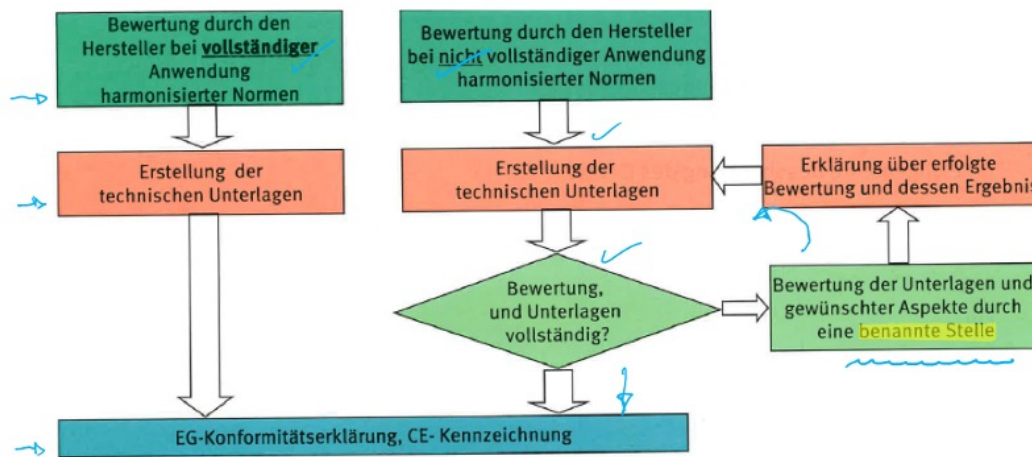 Bewertung durch den
Hersteller bei vollständiger
Anwendung
harmonisierter Normen
Bewertung durch den Hersteller
bei nicht vollständiger Anwendung
harmonisierter Normen
Erstellung der
technischen Unterlagen
Erstellung der
technischen Unterlagen
Erklärung über erfolgte
Bewertung und dessen Ergebnis
Bewertung,
und Unterlagen
vollständig?
Bewertung der Unterlagen und
gewünschter Aspekte durch
eine benannte Stelle
EG-Konformitätserklärung, CE- Kennzeichnung